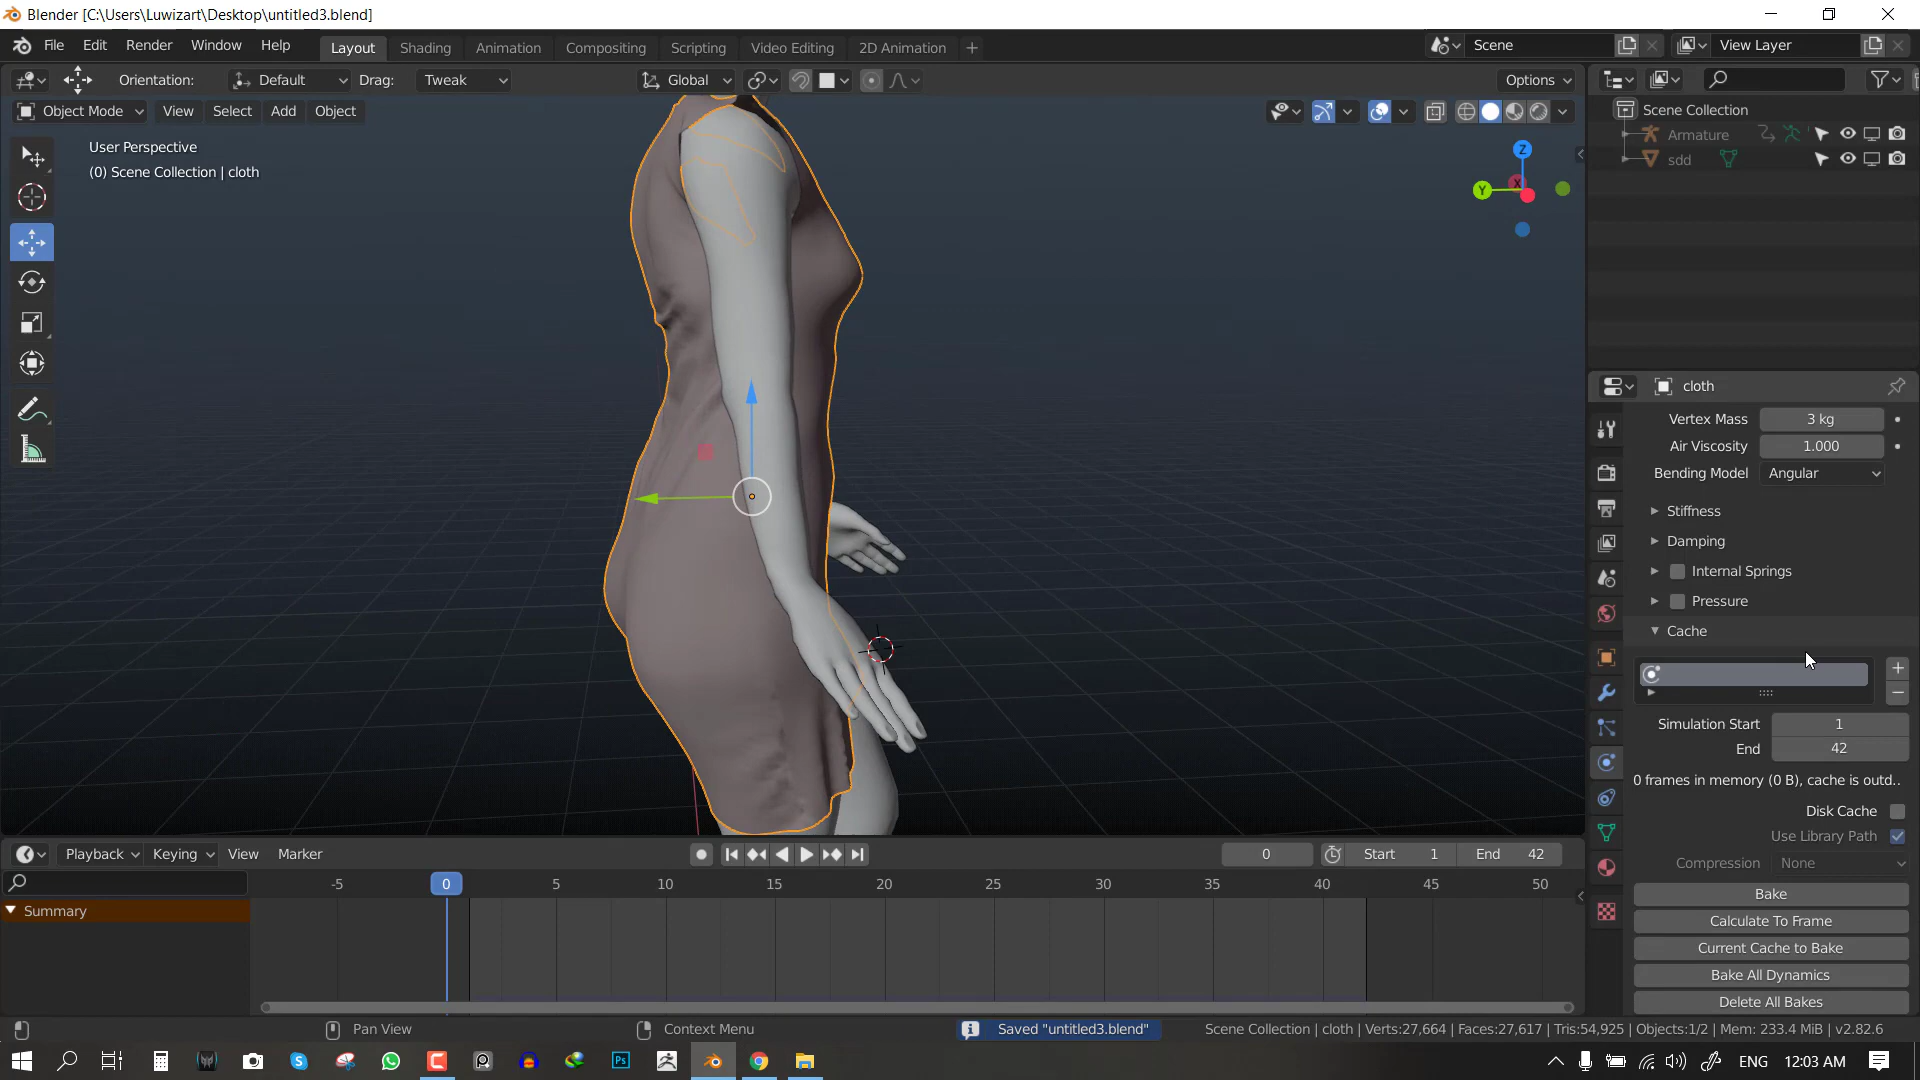 Blender [C:\Users\Luwizart\Desktop\untitled3.blend]
File Edit Render Window Help Layout Shading Animation Compositing Scripting Video Editing 2D Animation + Scene View Layer
Orientation: Default Drag: Tweak Global Options
Object Mode View Select Add Object
User Perspective
(0) Scene Collection | cloth
Z
Y
X
Scene Collection
Armature
sdd
cloth
Vertex Mass 3 kg
Air Viscosity 1.000
Bending Model Angular
Stiffness
Damping
Internal Springs
Pressure
Cache
Simulation Start 1
End 42
0 frames in memory (0 B), cache is outd..
Disk Cache
Use Library Path
Compression None
Bake
Calculate To Frame
Current Cache to Bake
Bake All Dynamics
Delete All Bakes
Playback Keying View Marker 0 Start 1 End 42
-5 0 5 10 15 20 25 30 35 40 45 50
Summary
Pan View Context Menu Saved "untitled3.blend" Scene Collection | cloth | Verts:27,664 | Faces:27,617 | Tris:54,925 | Objects:1/2 | Mem: 233.4 MiB | v2.82.6
Ps ENG 12:03 AM